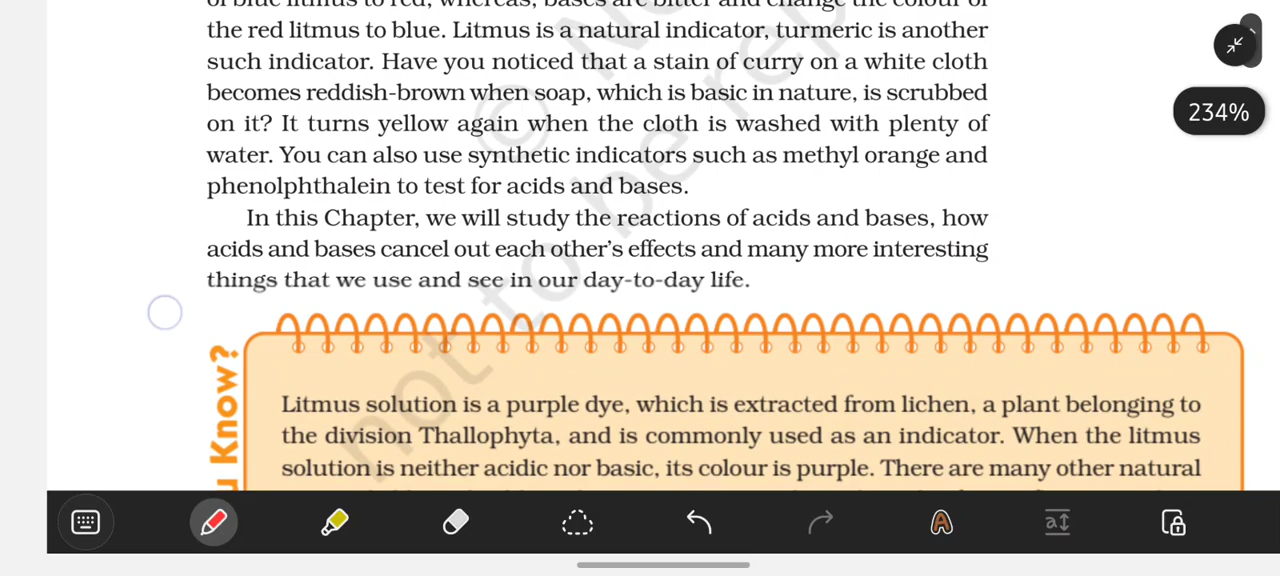 the red litmus to blue. Litmus is a natural indicator, turmeric is another
such indicator. Have you noticed that a stain of curry on a white cloth
becomes reddish-brown when soap, which is basic in nature, is scrubbed
on it? It turns yellow again when the cloth is washed with plenty of
water. You can also use synthetic indicators such as methyl orange and
phenolphthalein to test for acids and bases.
In this Chapter, we will study the reactions of acids and bases, how
acids and bases cancel out each other's effects and many more interesting
things that we use and see in our day-to-day life.
234%
Know?
Litmus solution is a purple dye, which is extracted from lichen, a plant belonging to
the division Thallophyta, and is commonly used as an indicator. When the litmus
solution is neither acidic nor basic, its colour is purple. There are many other natural
not to be rep
©
A
a